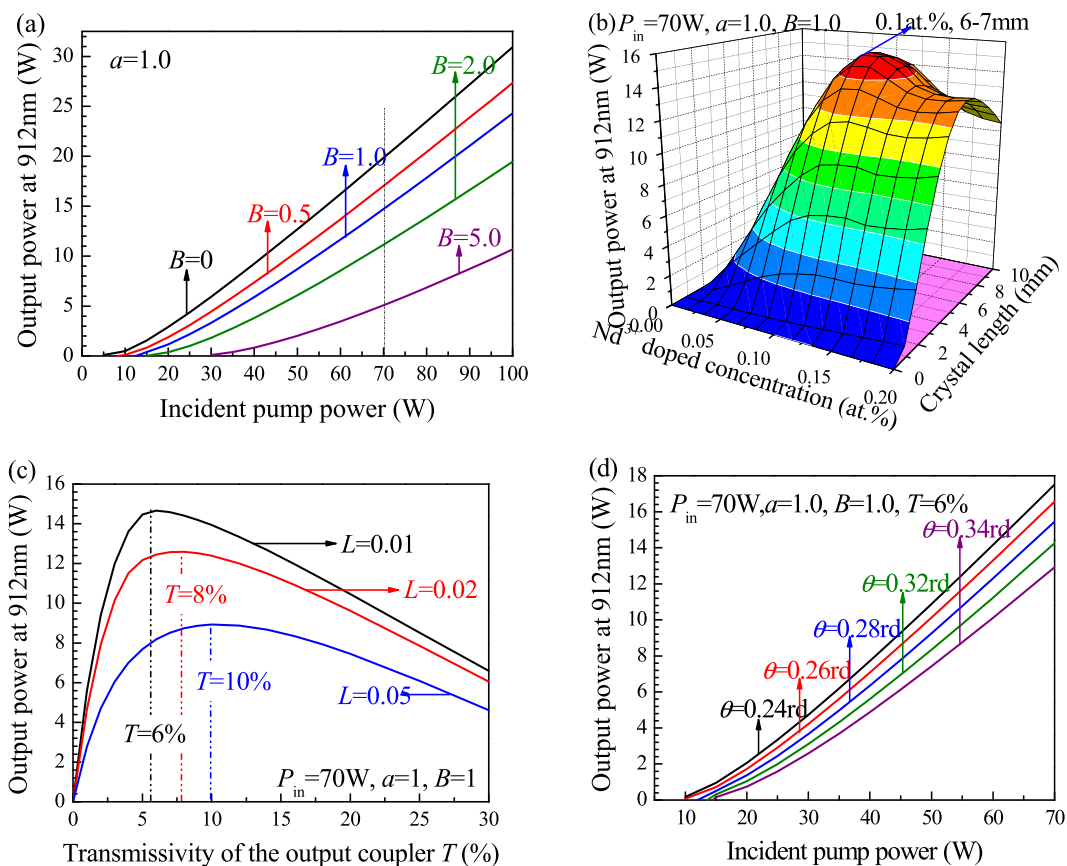 (a)
a=1.0
B=2.0
B=1.0
B=0.5
B=0
B=5.0
Output power at 912nm (W)
0 5 10 15 20 25 30
0 10 20 30 40 50 60 70 80 90 100
Incident pump power (W)
(b) P_in=70W, a=1.0, B=1.0
0.1at.%, 6-7mm
Output power at 912nm (W)
0 2 4 6 8 10 12 14 16
0.00 0.05 0.10 0.15 0.20
Nd3+ doped concentration (at.%)
0 2 4 6 8 10
Crystal length (mm)
(c)
Output power at 912nm (W)
0 2 4 6 8 10 12 14 16
L=0.01
L=0.02
L=0.05
T=8%
T=10%
T=6%
P_in=70W, a=1, B=1
0 5 10 15 20 25 30
Transmissivity of the output coupler T (%)
(d)
Output power at 912nm (W)
0 2 4 6 8 10 12 14 16 18
P_in=70W,a=1.0, B=1.0, T=6%
θ=0.34rd
θ=0.32rd
θ=0.28rd
θ=0.26rd
θ=0.24rd
10 20 30 40 50 60 70
Incident pump power (W)